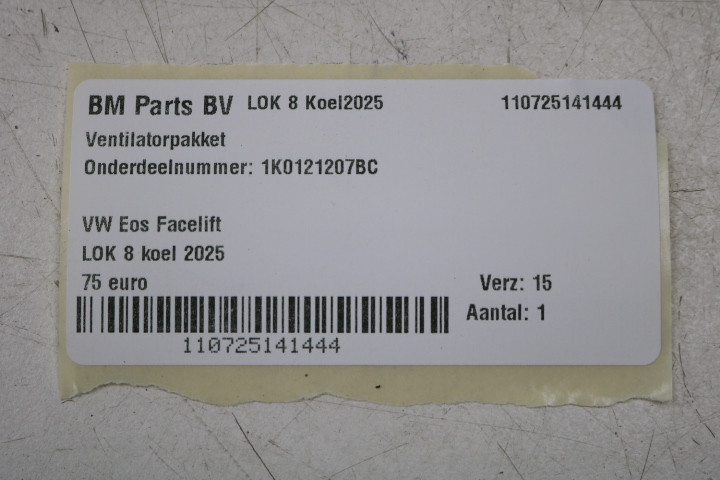 BM Parts BV LOK 8 Koel2025 110725141444
Ventilatorpakket
Onderdeelnummer: 1K0121207BC
VW Eos Facelift
LOK 8 koel 2025
75 euro Verz: 15
Aantal: 1
110725141444